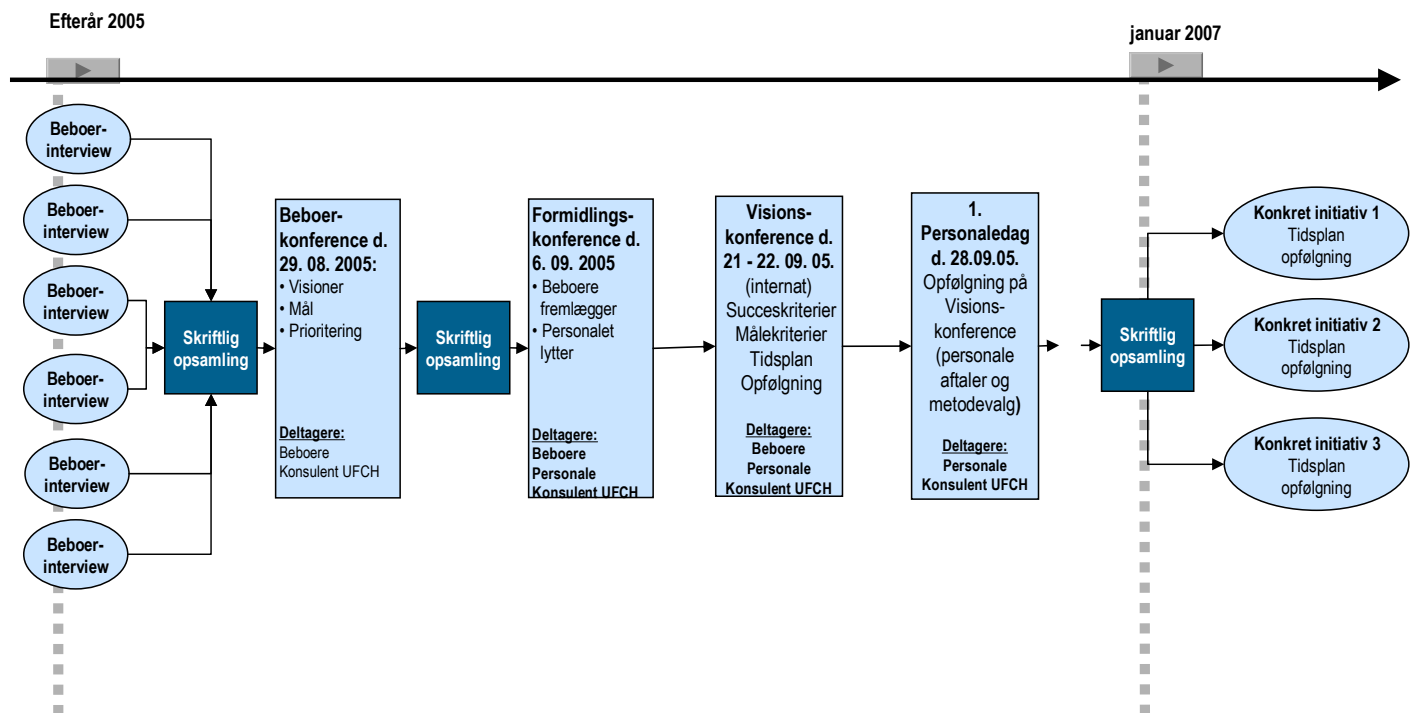 Efterår 2005
januar 2007
Beboer-
interview
Beboer-
interview
Beboer-
interview
Beboer-
interview
Beboer-
interview
Beboer-
interview
Skriftlig
opsamling
Beboer-
konference d.
29. 08. 2005:
• Visioner
• Mål
• Prioritering
Deltagere:
Beboere
Konsulent UFCH
Skriftlig
opsamling
Formidlings-
konference d.
6. 09. 2005
• Beboere
fremlægger
• Personalet
lytter
Deltagere:
Beboere
Personale
Konsulent UFCH
Visions-
konference d.
21 - 22. 09. 05.
(internat)
Succeskriterier
Målekriterier
Tidsplan
Opfølgning
Deltagere:
Beboere
Personale
Konsulent UFCH
1.
Personaledag
d. 28.09.05.
Opfølgning på
Visions-
konference
(personale
aftaler og
metodevalg)
Deltagere:
Personale
Konsulent UFCH
Skriftlig
opsamling
Konkret initiativ 1
Tidsplan
opfølgning
Konkret initiativ 2
Tidsplan
opfølgning
Konkret initiativ 3
Tidsplan
opfølgning